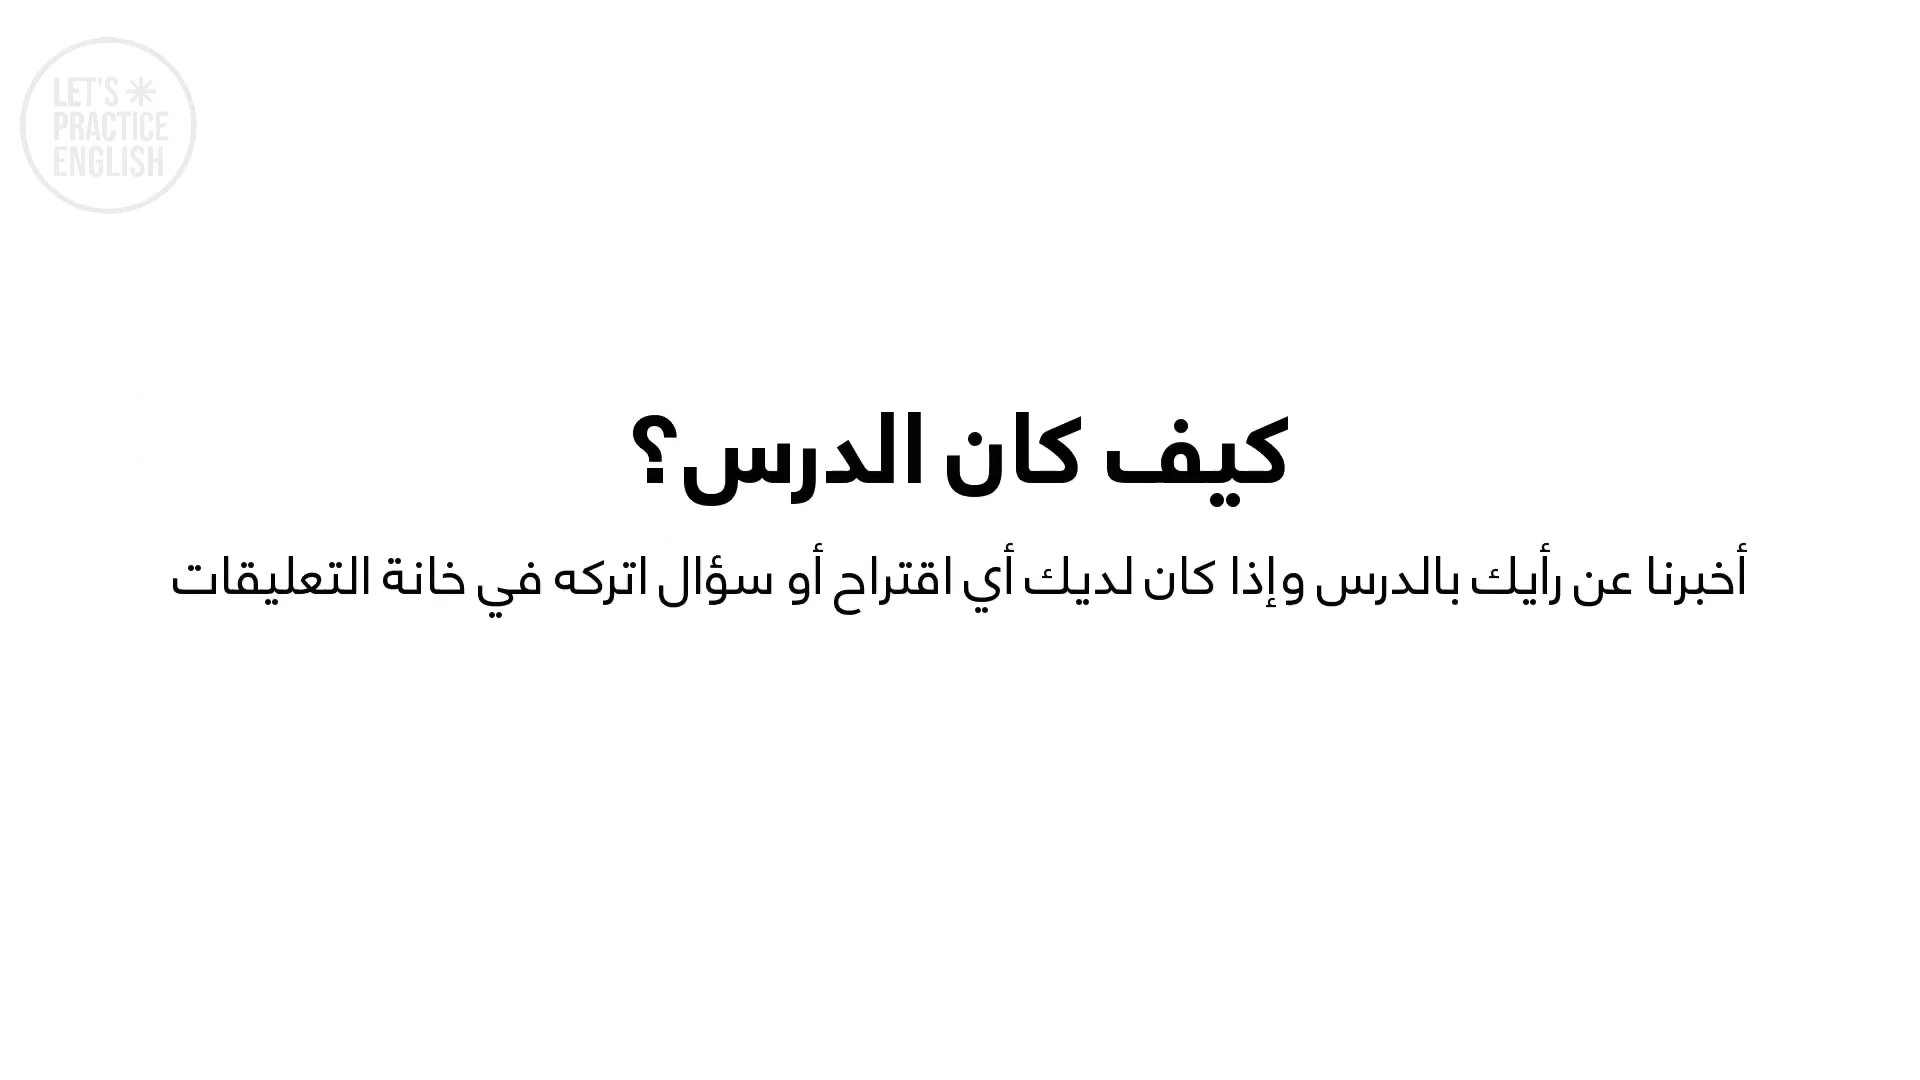 LET'S
PRACTICE
ENGLISH
كيف كان الدرس؟
أخبرنا عن رأيك بالدرس وإذا كان لديك أي اقتراح أو سؤال اتركه في خانة التعليقات